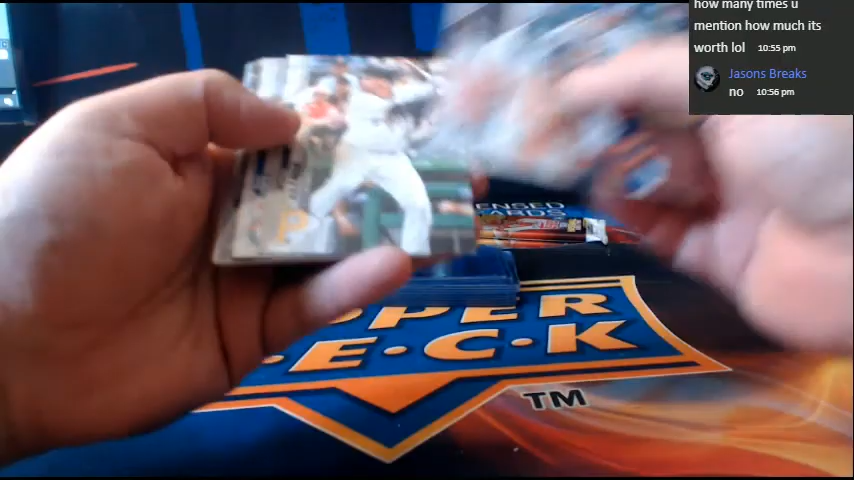 how many times u
mention how much its
worth lol 10:55 pm
Jasons Breaks
no 10:56 pm
ENSED
ARDS
PER
E·C·K
TM
P